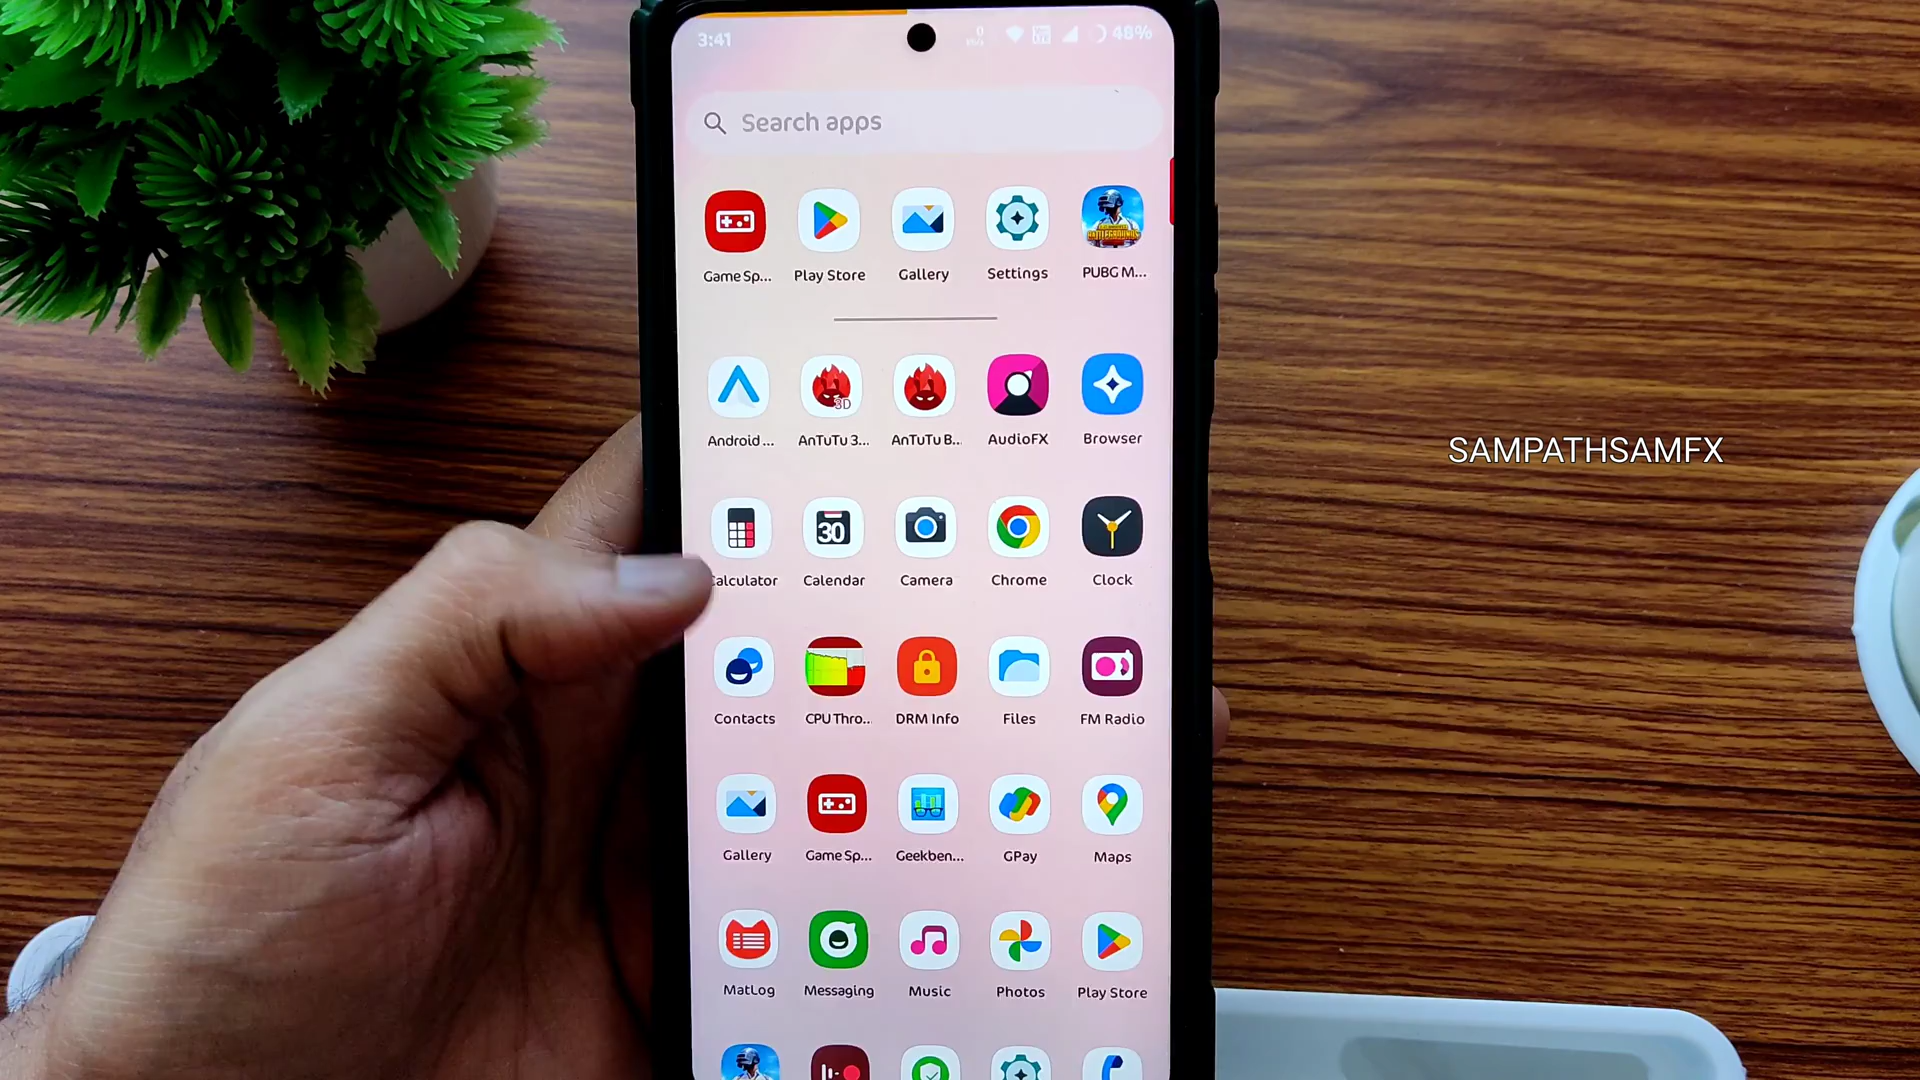 3:41
48%
Search apps
Game Sp... Play Store Gallery Settings PUBG M...
Android ... AnTuTu 3... AnTuTu B... AudioFX Browser
3D
30
alculator Calendar Camera Chrome Clock
Contacts CPU Thro... DRM Info Files FM Radio
Gallery Game Sp... Geekben... GPay Maps
MatLog Messaging Music Photos Play Store
SAMPATHSAMFX